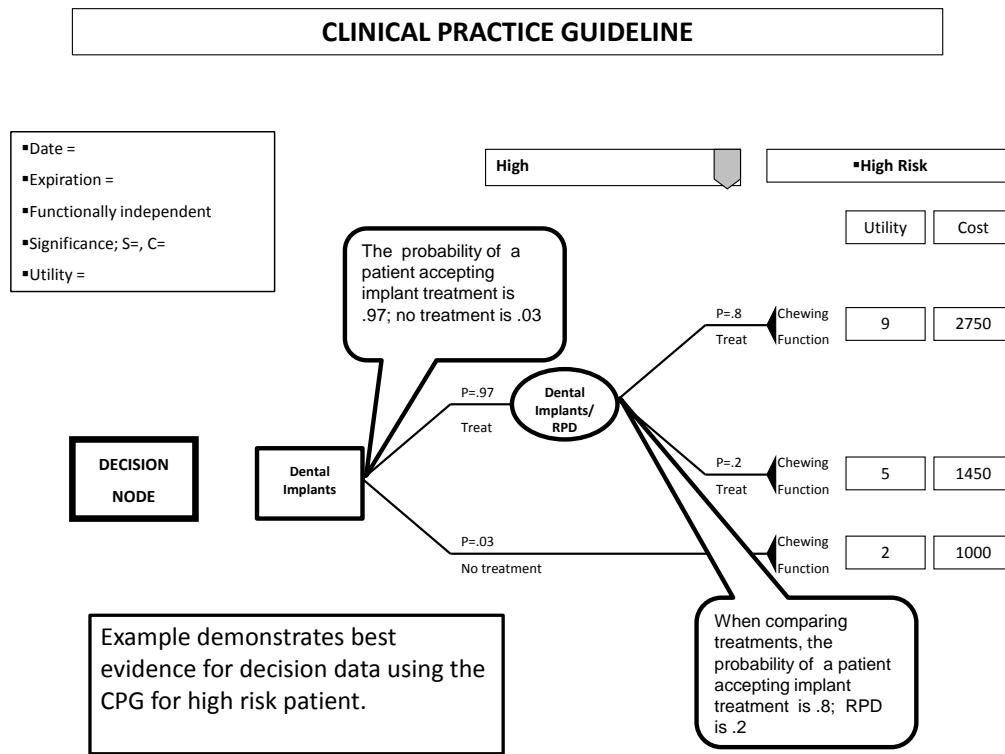 CLINICAL PRACTICE GUIDELINE
▪Date =
▪Expiration =
▪Functionally independent
▪Significance; S=, C=
▪Utility =
High
▪High Risk
Utility
Cost
The  probability of  a
patient accepting
implant treatment is
.97; no treatment is .03
P=.8
Treat
Chewing
Function
9
2750
P=.97
Treat
Dental
Implants/
RPD
DECISION
NODE
Dental
Implants
P=.2
Treat
Chewing
Function
5
1450
P=.03
No treatment
Chewing
Function
2
1000
Example demonstrates best
evidence for decision data using the
CPG for high risk patient.
When comparing
treatments, the
probability of  a patient
accepting implant
treatment  is .8;  RPD
is .2